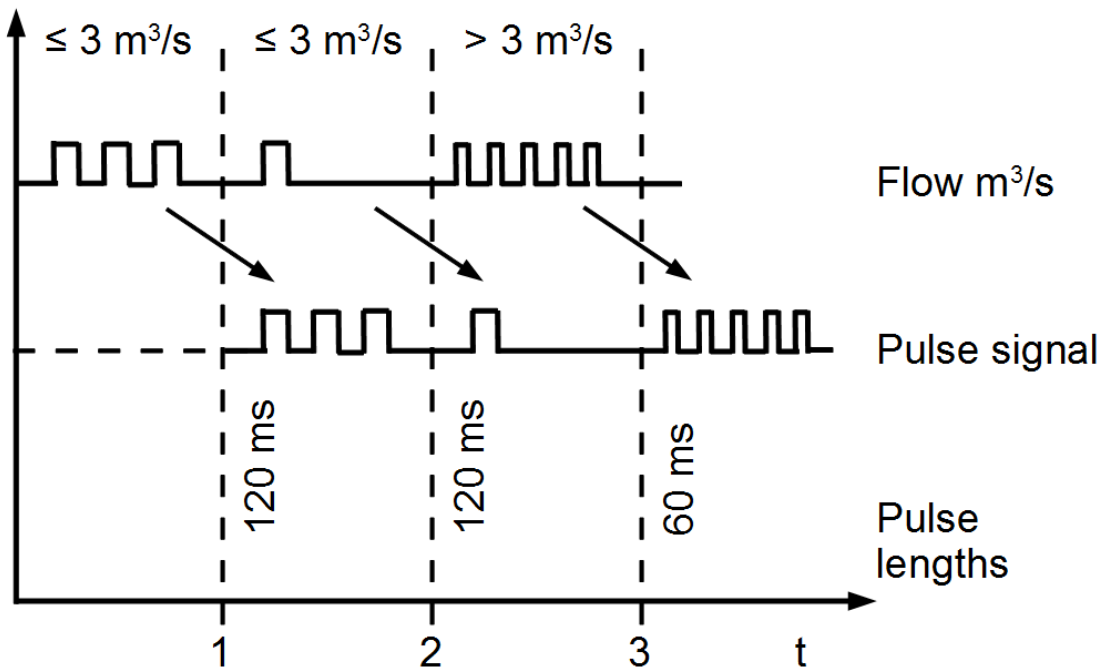 ≤ 3 m³/s ≤ 3 m³/s > 3 m³/s
Flow m³/s
Pulse signal
120 ms
120 ms
60 ms
Pulse
lengths
1 2 3 t